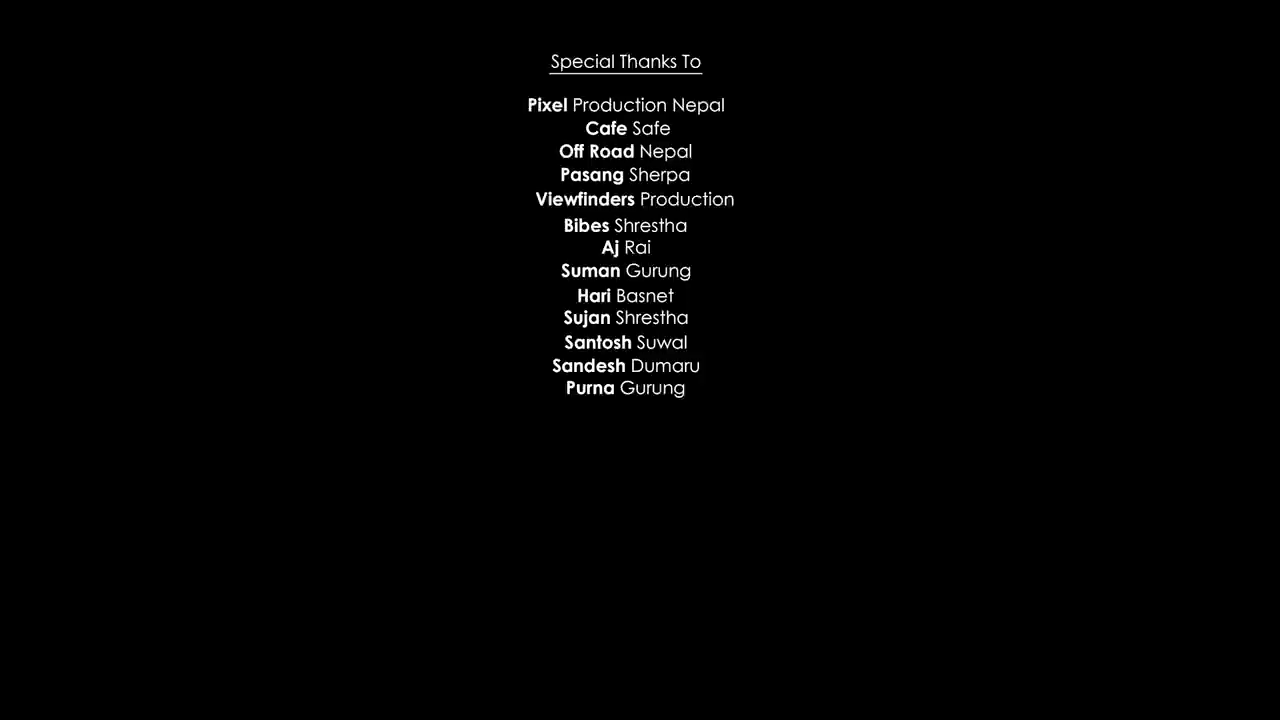 Special Thanks To
Pixel Production Nepal
Cafe Safe
Off Road Nepal
Pasang Sherpa
Viewfinders Production
Bibes Shrestha
Aj Rai
Suman Gurung
Hari Basnet
Sujan Shrestha
Santosh Suwal
Sandesh Dumaru
Purna Gurung